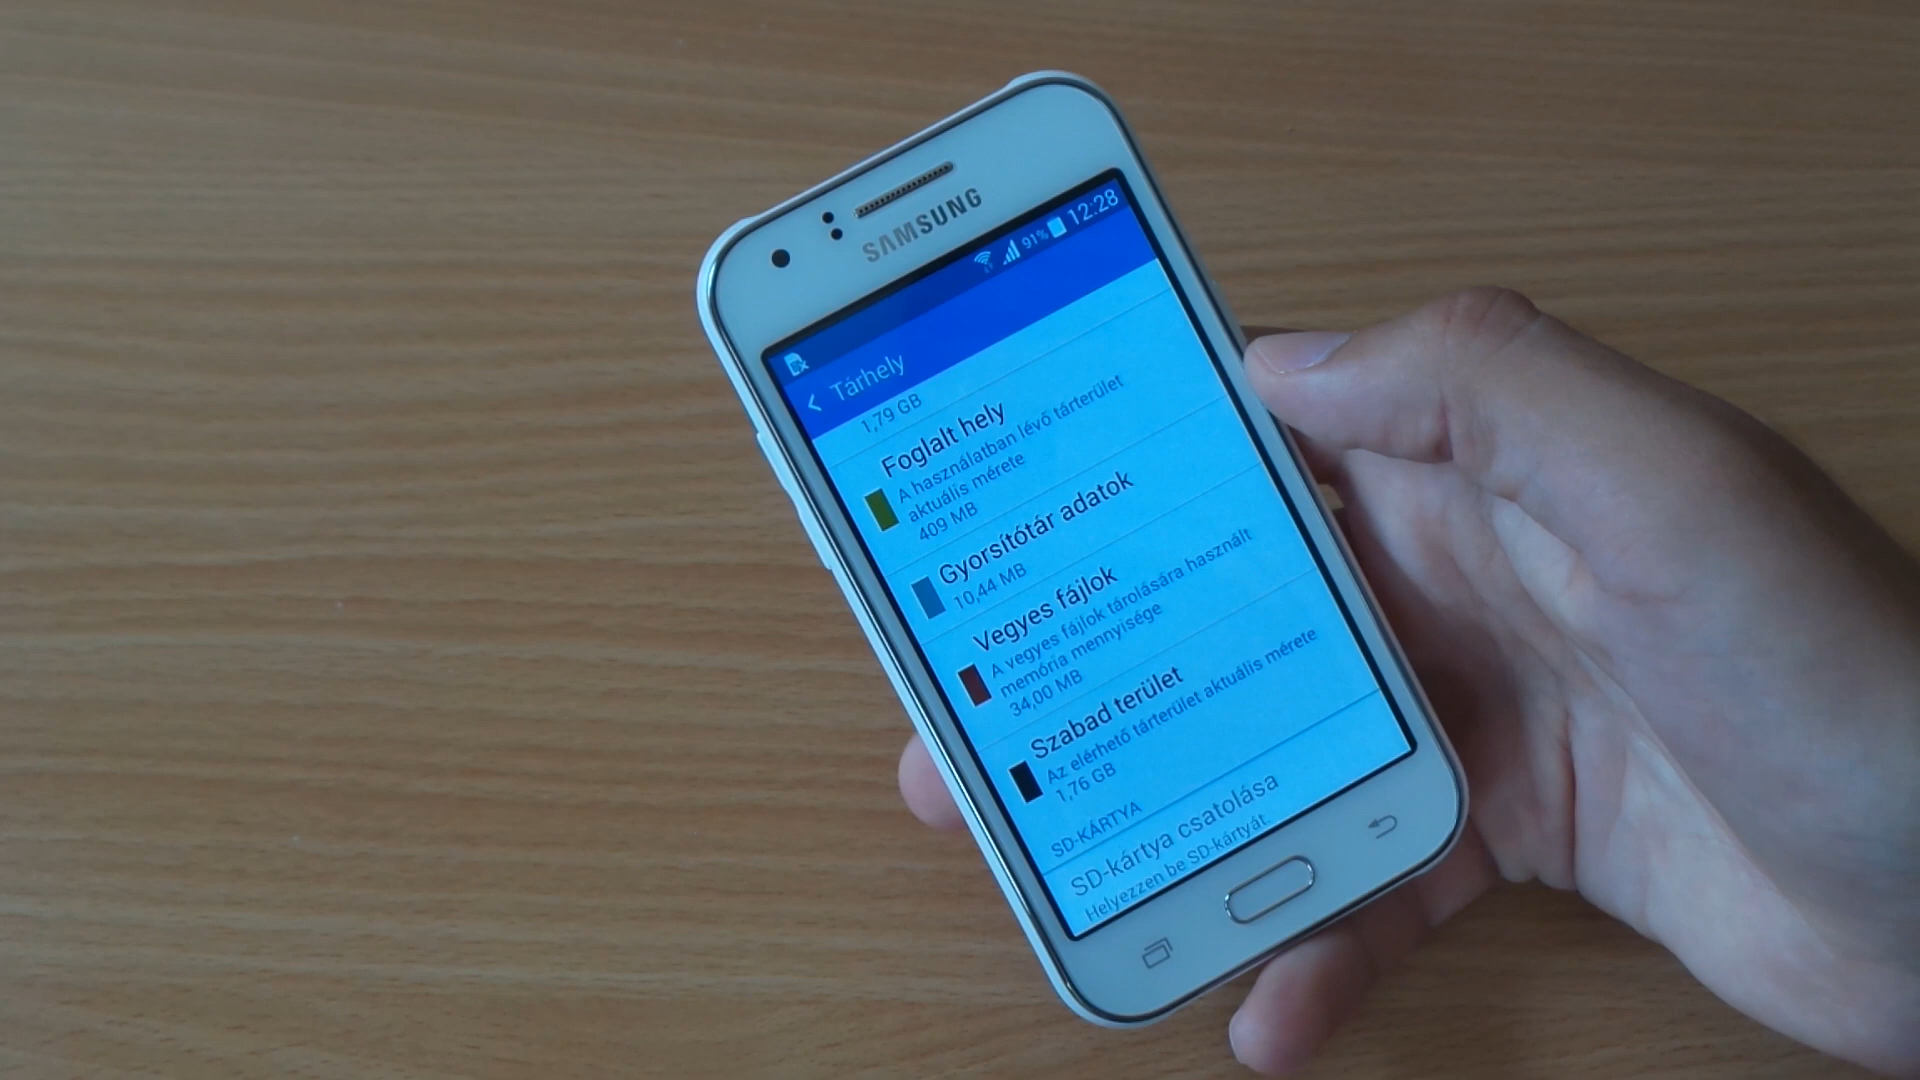 SAMSUNG
91% 12:28
Tárhely
1,79 GB
Foglalt hely
A használatban lévő tárterület
aktuális mérete
409 MB
Gyorsítótár adatok
10,44 MB
Vegyes fájlok
A vegyes fájlok tárolására használt
memória mennyisége
34,00 MB
Szabad terület
Az elérhető tárterület aktuális mérete
1,76 GB
SD-KÁRTYA
SD-kártya csatolása
Helyezzen be SD-kártyát.